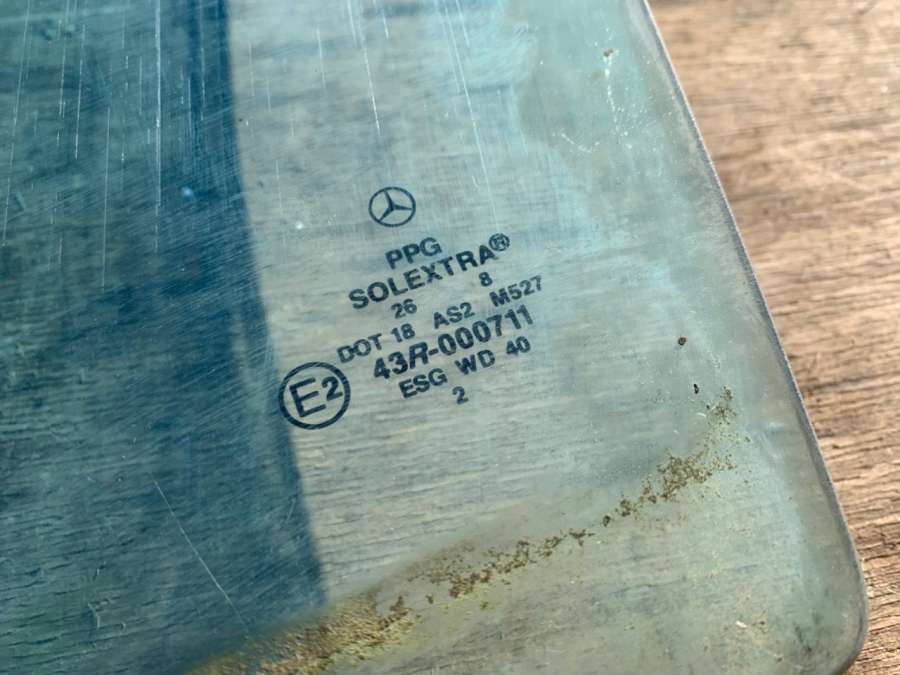 PPG
SOLEXTRA®
26 8
DOT 18 AS2 M527
43R-000711
E2
ESG WD 40
2